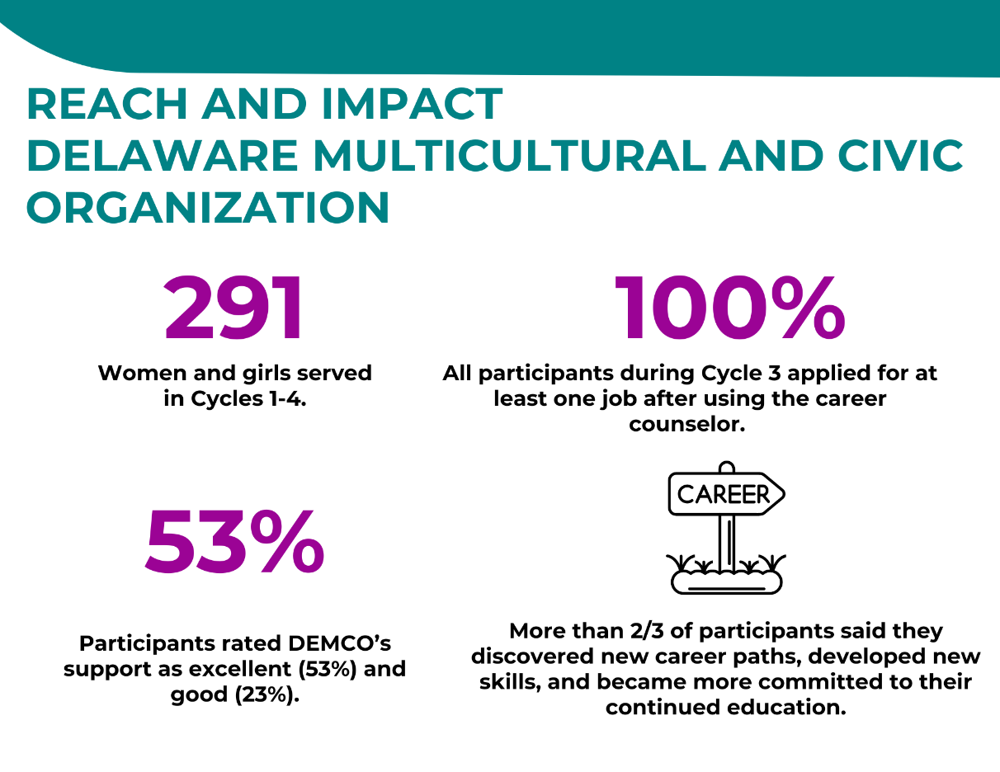 REACH AND IMPACT
DELAWARE MULTICULTURAL AND CIVIC
ORGANIZATION
291
Women and girls served
in Cycles 1-4.
100%
All participants during Cycle 3 applied for at
least one job after using the career
counselor.
53%
Participants rated DEMCO’s
support as excellent (53%) and
good (23%).
CAREER
More than 2/3 of participants said they
discovered new career paths, developed new
skills, and became more committed to their
continued education.